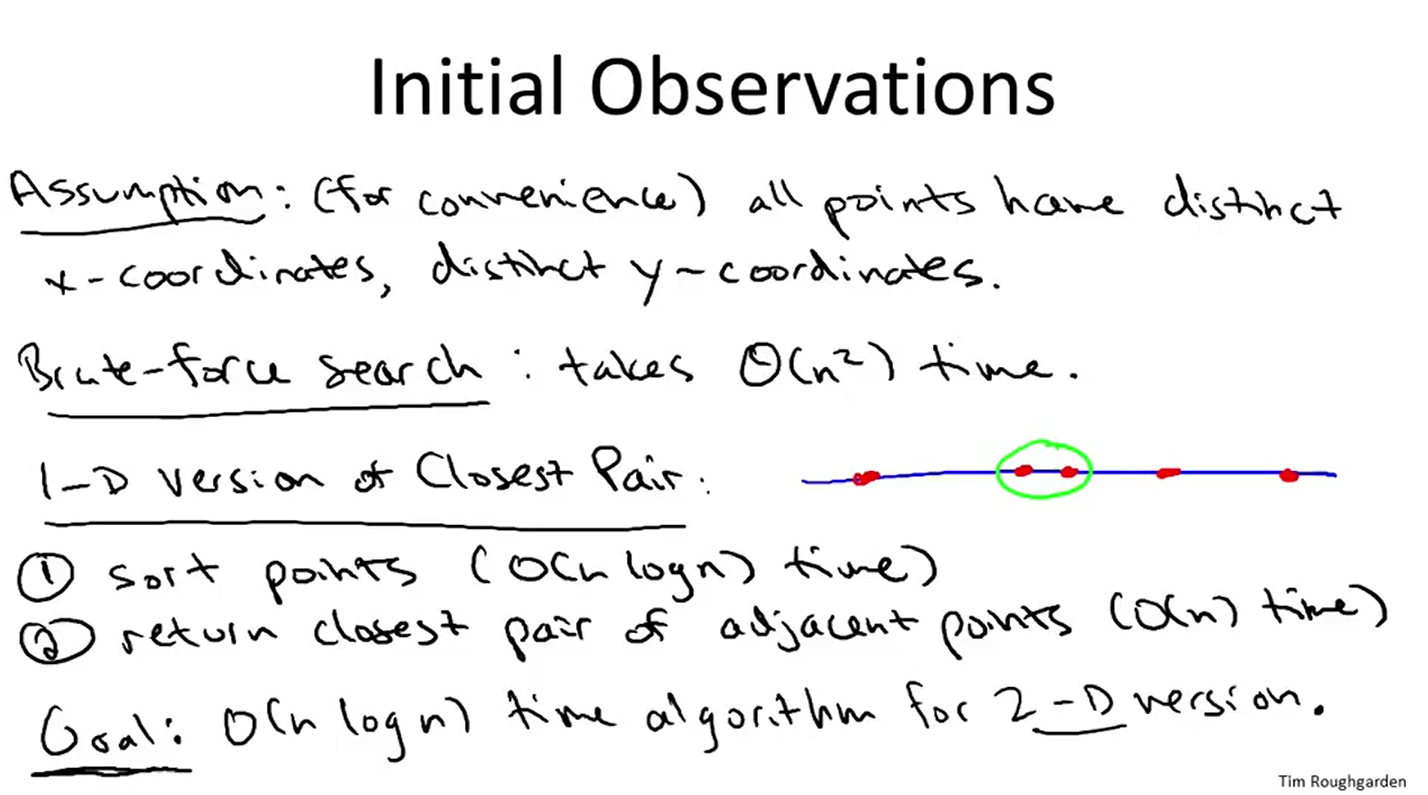 Initial Observations
Assumption: (for convenience) all points have distinct
x-coordinates, distinct y-coordinates.
Brute-force search: takes Θ(n²) time.
1-D version of Closest Pair:
① sort points (O(n log n) time)
② return closest pair of adjacent points (O(n) time)
Goal: O(n log n) time algorithm for 2-D version.
Tim Roughgarden